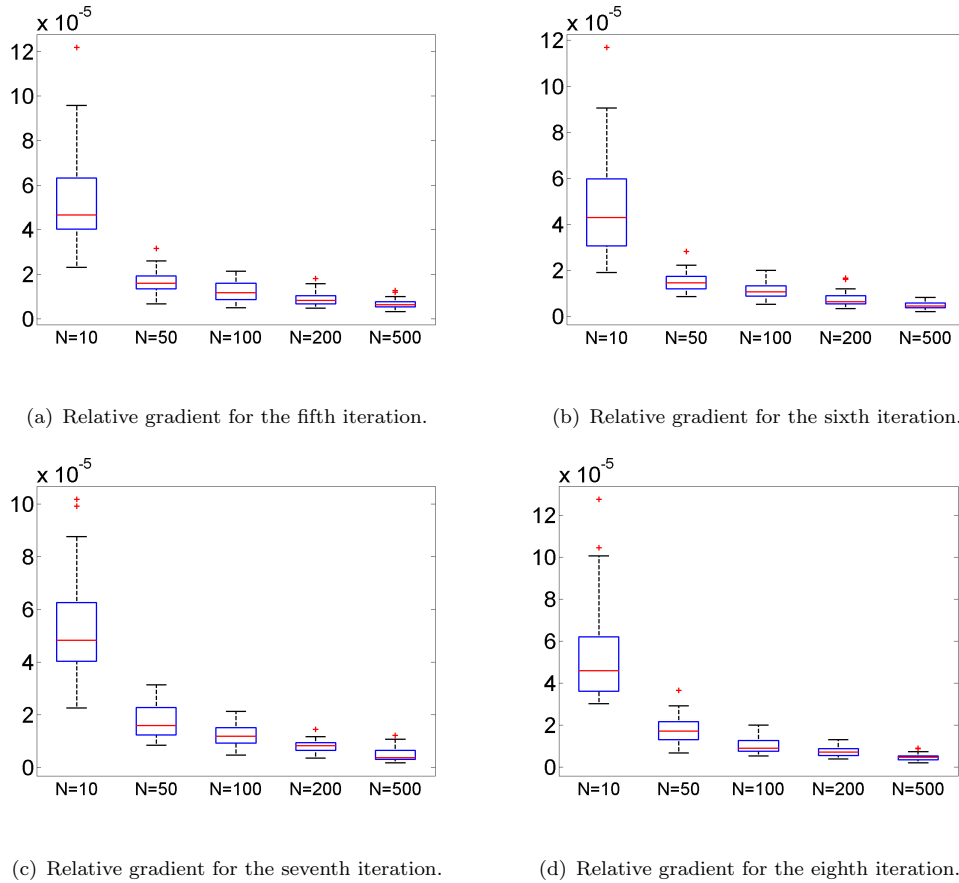 x 10-5
12
10
8
6
4
2
0
N=10 N=50 N=100 N=200 N=500
(a) Relative gradient for the fifth iteration.
x 10-5
12
10
8
6
4
2
0
N=10 N=50 N=100 N=200 N=500
(b) Relative gradient for the sixth iteration.
x 10-5
10
8
6
4
2
0
N=10 N=50 N=100 N=200 N=500
(c) Relative gradient for the seventh iteration.
x 10-5
12
10
8
6
4
2
0
N=10 N=50 N=100 N=200 N=500
(d) Relative gradient for the eighth iteration.